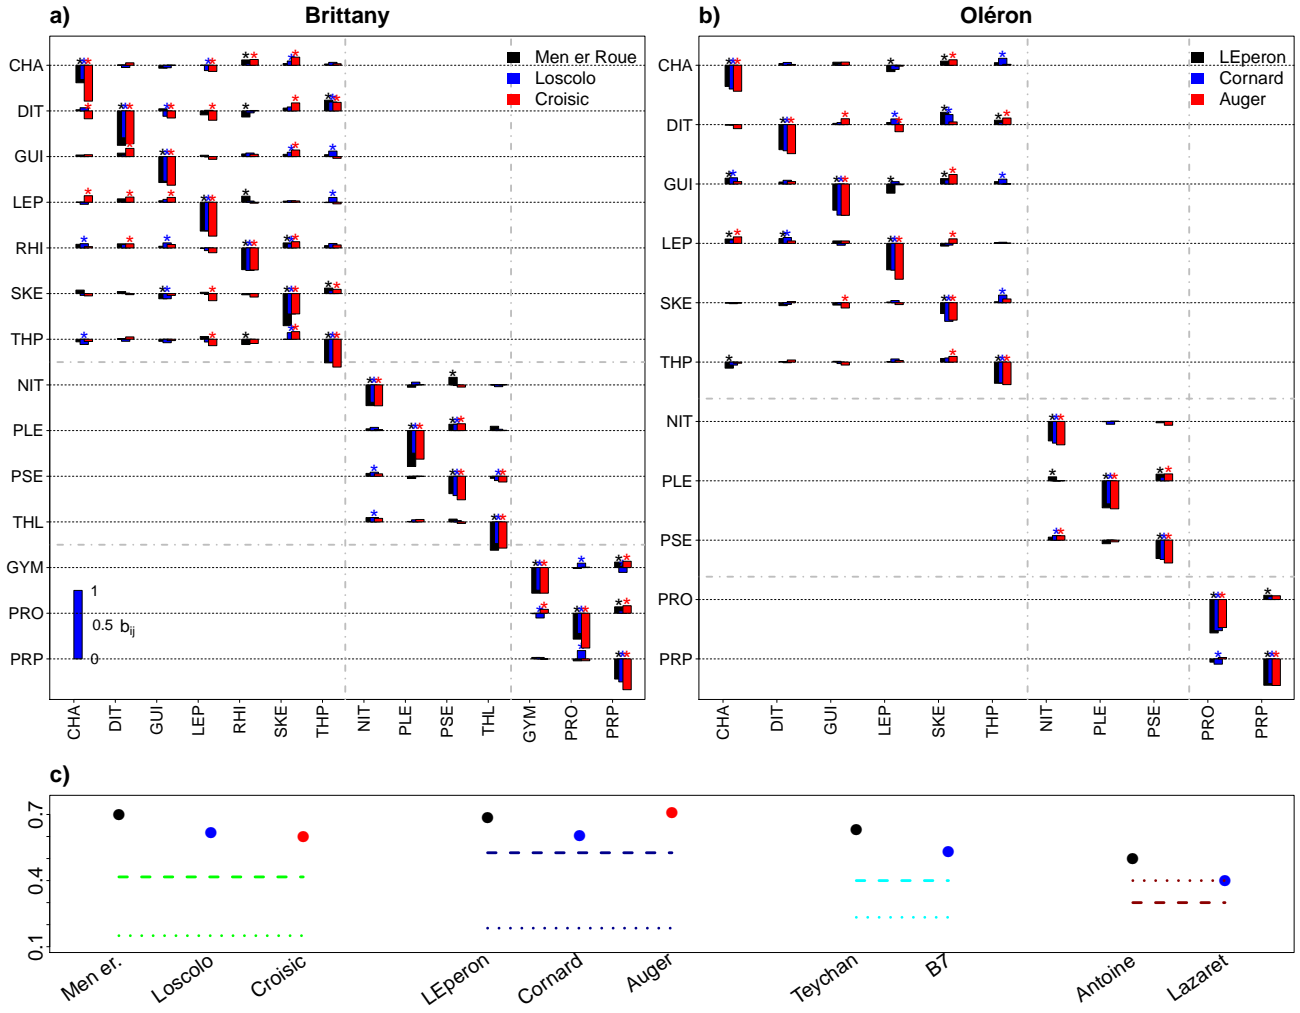 a) Brittany
Men er Roue
Loscolo
Croisic
CHA
DIT
GUI
LEP
RHI
SKE
THP
NIT
PLE
PSE
THL
GYM
PRO
PRP
1
0.5 bij
0
CHA DIT GUI LEP RHI SKE THP NIT PLE PSE THL GYM PRO PRP
b) Oléron
LEperon
Cornard
Auger
CHA
DIT
GUI
LEP
SKE
THP
NIT
PLE
PSE
PRO
PRP
CHA DIT GUI LEP SKE THP NIT PLE PSE PRO PRP
c)
0.7
0.4
0.1
Men er. Loscolo Croisic LEperon Cornard Auger Teychan B7 Antoine Lazaret